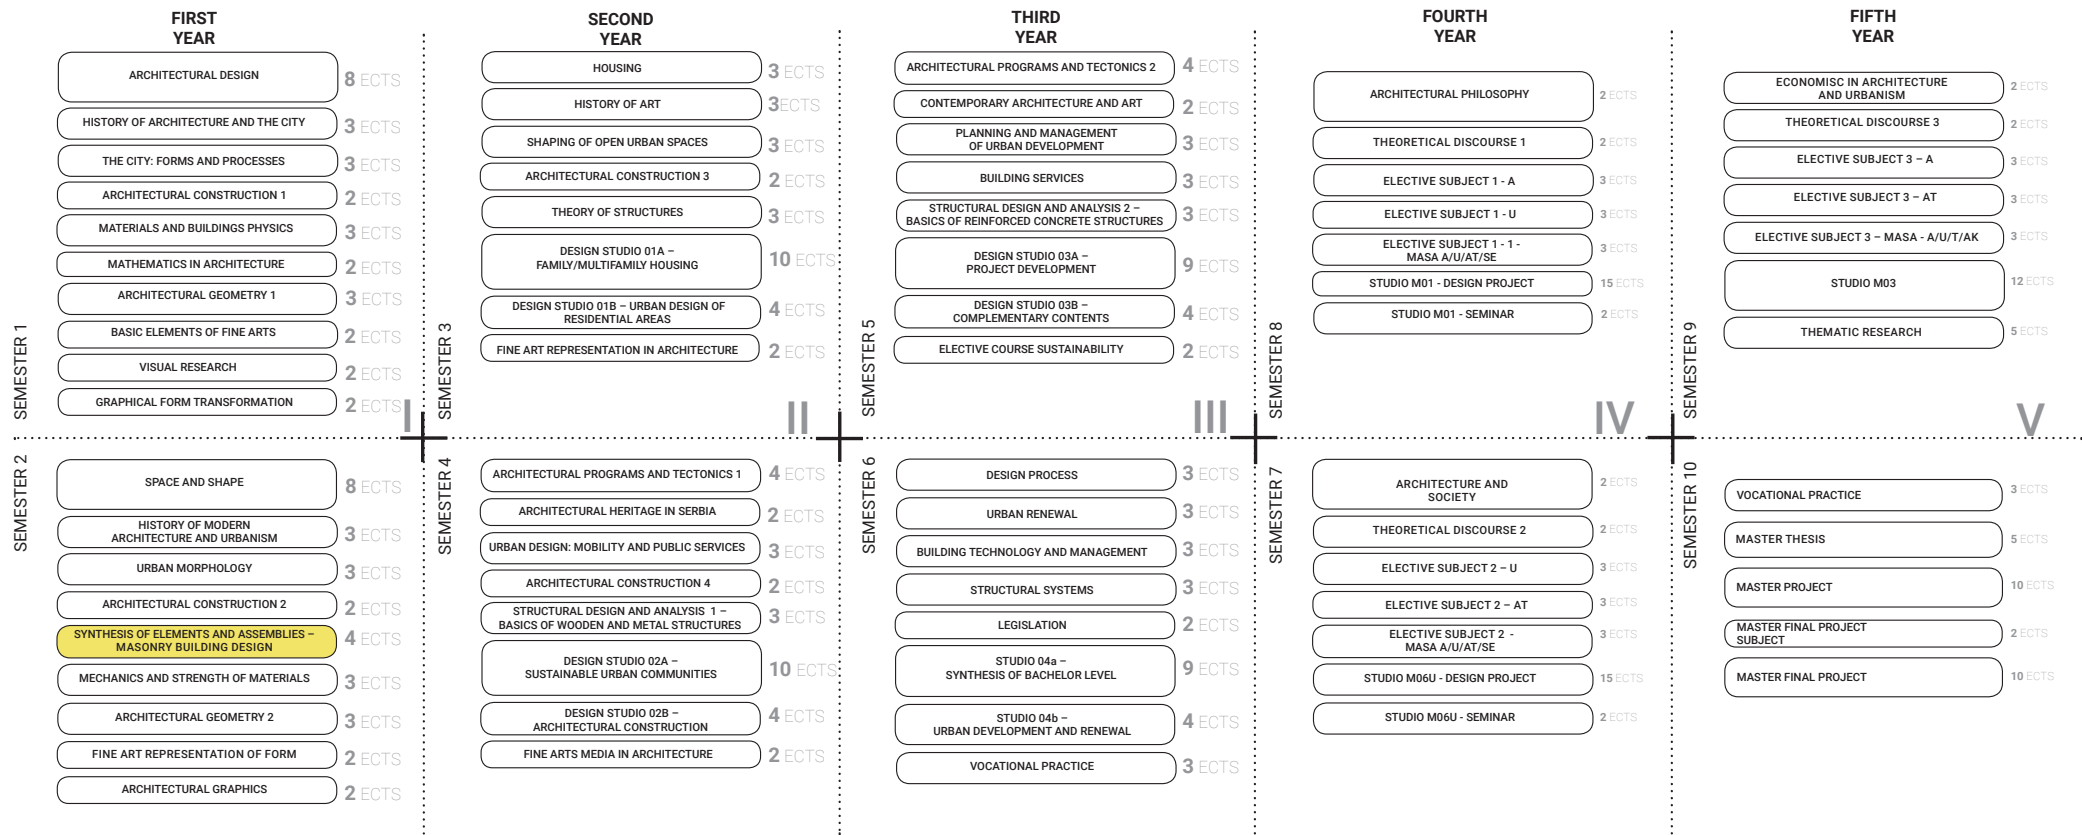 FIRST
YEAR
SEMESTER 1
ARCHITECTURAL DESIGN
8 ECTS
HISTORY OF ARCHITECTURE AND THE CITY
3 ECTS
THE CITY: FORMS AND PROCESSES
3 ECTS
ARCHITECTURAL CONSTRUCTION 1
2 ECTS
MATERIALS AND BUILDINGS PHYSICS
3 ECTS
MATHEMATICS IN ARCHITECTURE
2 ECTS
ARCHITECTURAL GEOMETRY 1
3 ECTS
BASIC ELEMENTS OF FINE ARTS
2 ECTS
VISUAL RESEARCH
2 ECTS
GRAPHICAL FORM TRANSFORMATION
2 ECTS
I
SEMESTER 2
SPACE AND SHAPE
8 ECTS
HISTORY OF MODERN
ARCHITECTURE AND URBANISM
3 ECTS
URBAN MORPHOLOGY
3 ECTS
ARCHITECTURAL CONSTRUCTION 2
2 ECTS
SYNTHESIS OF ELEMENTS AND ASSEMBLIES –
MASONRY BUILDING DESIGN
4 ECTS
MECHANICS AND STRENGTH OF MATERIALS
3 ECTS
ARCHITECTURAL GEOMETRY 2
3 ECTS
FINE ART REPRESENTATION OF FORM
2 ECTS
ARCHITECTURAL GRAPHICS
2 ECTS
SECOND
YEAR
SEMESTER 3
HOUSING
3 ECTS
HISTORY OF ART
3ECTS
SHAPING OF OPEN URBAN SPACES
3 ECTS
ARCHITECTURAL CONSTRUCTION 3
2 ECTS
THEORY OF STRUCTURES
3 ECTS
DESIGN STUDIO 01A –
FAMILY/MULTIFAMILY HOUSING
10 ECTS
DESIGN STUDIO 01B – URBAN DESIGN OF
RESIDENTIAL AREAS
4 ECTS
FINE ART REPRESENTATION IN ARCHITECTURE
2 ECTS
II
SEMESTER 4
ARCHITECTURAL PROGRAMS AND TECTONICS 1
4 ECTS
ARCHITECTURAL HERITAGE IN SERBIA
2 ECTS
URBAN DESIGN: MOBILITY AND PUBLIC SERVICES
3 ECTS
ARCHITECTURAL CONSTRUCTION 4
2 ECTS
STRUCTURAL DESIGN AND ANALYSIS 1 –
BASICS OF WOODEN AND METAL STRUCTURES
3 ECTS
DESIGN STUDIO 02A –
SUSTAINABLE URBAN COMMUNITIES
10 ECTS
DESIGN STUDIO 02B –
ARCHITECTURAL CONSTRUCTION
4 ECTS
FINE ARTS MEDIA IN ARCHITECTURE
2 ECTS
THIRD
YEAR
SEMESTER 5
ARCHITECTURAL PROGRAMS AND TECTONICS 2
4 ECTS
CONTEMPORARY ARCHITECTURE AND ART
2 ECTS
PLANNING AND MANAGEMENT
OF URBAN DEVELOPMENT
3 ECTS
BUILDING SERVICES
3 ECTS
STRUCTURAL DESIGN AND ANALYSIS 2 –
BASICS OF REINFORCED CONCRETE STRUCTURES
3 ECTS
DESIGN STUDIO 03A –
PROJECT DEVELOPMENT
9 ECTS
DESIGN STUDIO 03B –
COMPLEMENTARY CONTENTS
4 ECTS
ELECTIVE COURSE SUSTAINABILITY
2 ECTS
III
SEMESTER 6
DESIGN PROCESS
3 ECTS
URBAN RENEWAL
3 ECTS
BUILDING TECHNOLOGY AND MANAGEMENT
3 ECTS
STRUCTURAL SYSTEMS
3 ECTS
LEGISLATION
2 ECTS
STUDIO 04a –
SYNTHESIS OF BACHELOR LEVEL
9 ECTS
STUDIO 04b –
URBAN DEVELOPMENT AND RENEWAL
4 ECTS
VOCATIONAL PRACTICE
3 ECTS
FOURTH
YEAR
SEMESTER 8
ARCHITECTURAL PHILOSOPHY
2 ECTS
THEORETICAL DISCOURSE 1
2 ECTS
ELECTIVE SUBJECT 1 - A
3 ECTS
ELECTIVE SUBJECT 1 - U
3 ECTS
ELECTIVE SUBJECT 1 - 1 -
MASA A/U/AT/SE
3 ECTS
STUDIO M01 - DESIGN PROJECT
15 ECTS
STUDIO M01 - SEMINAR
2 ECTS
IV
SEMESTER 7
ARCHITECTURE AND
SOCIETY
2 ECTS
THEORETICAL DISCOURSE 2
2 ECTS
ELECTIVE SUBJECT 2 – U
3 ECTS
ELECTIVE SUBJECT 2 – AT
3 ECTS
ELECTIVE SUBJECT 2 -
MASA A/U/AT/SE
3 ECTS
STUDIO M06U - DESIGN PROJECT
15 ECTS
STUDIO M06U - SEMINAR
2 ECTS
FIFTH
YEAR
SEMESTER 9
ECONOMISC IN ARCHITECTURE
AND URBANISM
2 ECTS
THEORETICAL DISCOURSE 3
2 ECTS
ELECTIVE SUBJECT 3 – A
3 ECTS
ELECTIVE SUBJECT 3 – AT
3 ECTS
ELECTIVE SUBJECT 3 – MASA - A/U/T/AK
3 ECTS
STUDIO M03
12 ECTS
THEMATIC RESEARCH
5 ECTS
V
SEMESTER 10
VOCATIONAL PRACTICE
3 ECTS
MASTER THESIS
5 ECTS
MASTER PROJECT
10 ECTS
MASTER FINAL PROJECT
SUBJECT
2 ECTS
MASTER FINAL PROJECT
10 ECTS